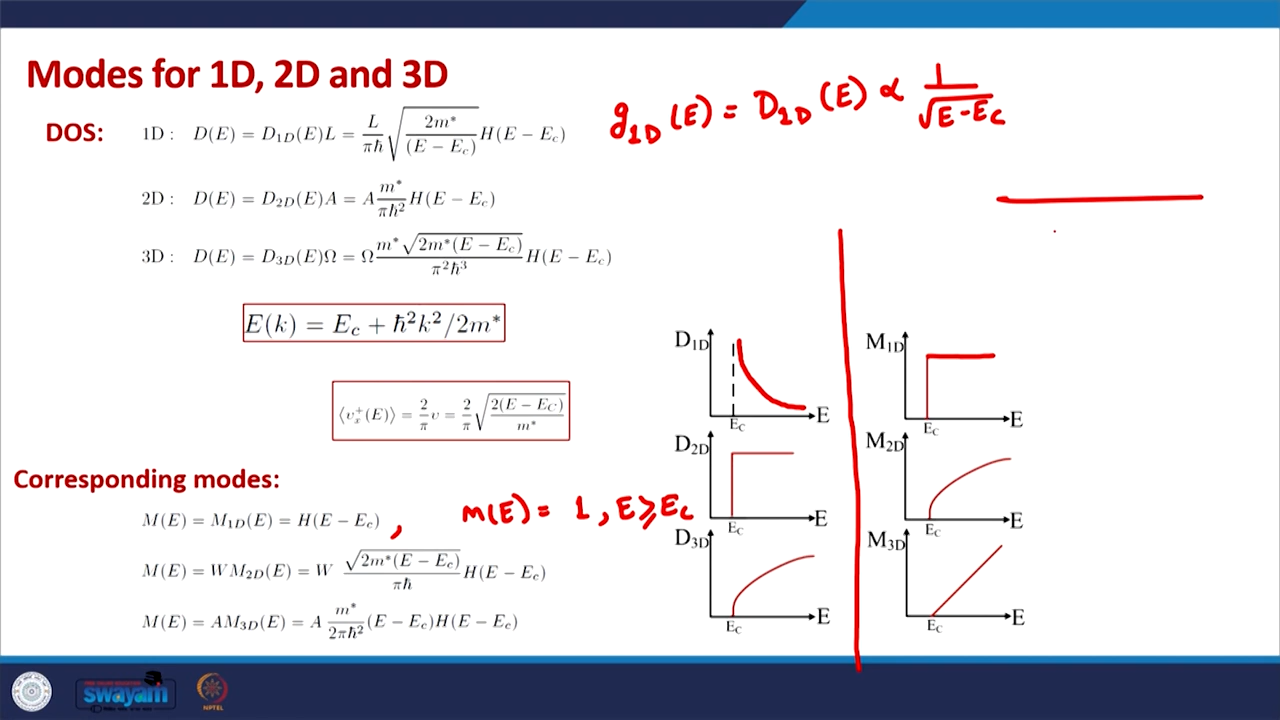 Modes for 1D, 2D and 3D
g1D (E) = D1D (E) ∝ 1/√E-Ec
DOS:
1D : D(E) = D1D(E)L = L/πħ √(2m*/(E − Ec)) H(E − Ec)
2D : D(E) = D2D(E)A = A m*/πħ² H(E − Ec)
3D : D(E) = D3D(E)Ω = Ω m*√(2m*(E − Ec))/π²ħ³ H(E − Ec)
E(k) = Ec + ħ²k²/2m*
⟨vx+(E)⟩ = 2/π v = 2/π √(2(E − EC)/m*)
Corresponding modes:
M(E) = M1D(E) = H(E − Ec) , m(E) = 1, E ≥ Ec
M(E) = W M2D(E) = W √(2m*(E − Ec))/πħ H(E − Ec)
M(E) = AM3D(E) = A m*/2πħ² (E − Ec)H(E − Ec)
D1D
EC
E
D2D
EC
E
D3D
EC
E
M1D
EC
E
M2D
EC
E
M3D
EC
E
swayam
NPTEL